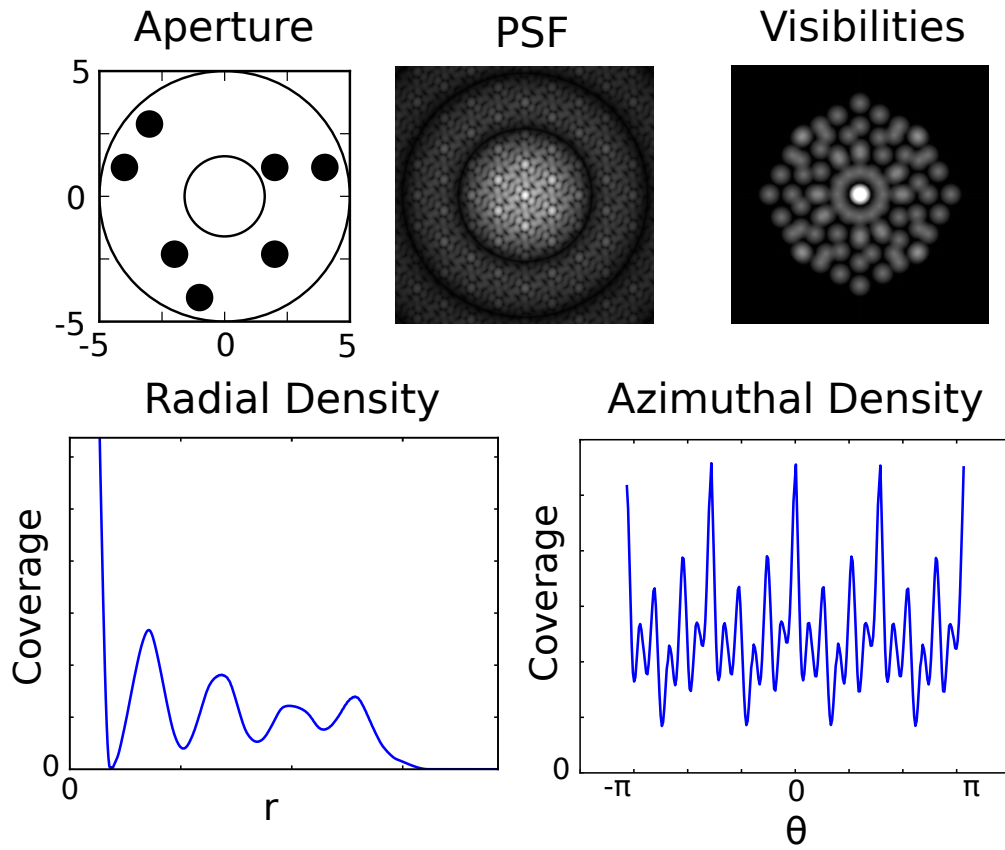 Aperture
PSF
Visibilities
5
0
-5
-5
0
5
Radial Density
Azimuthal Density
Coverage
0
0
r
Coverage
0
-π
0
π
θ